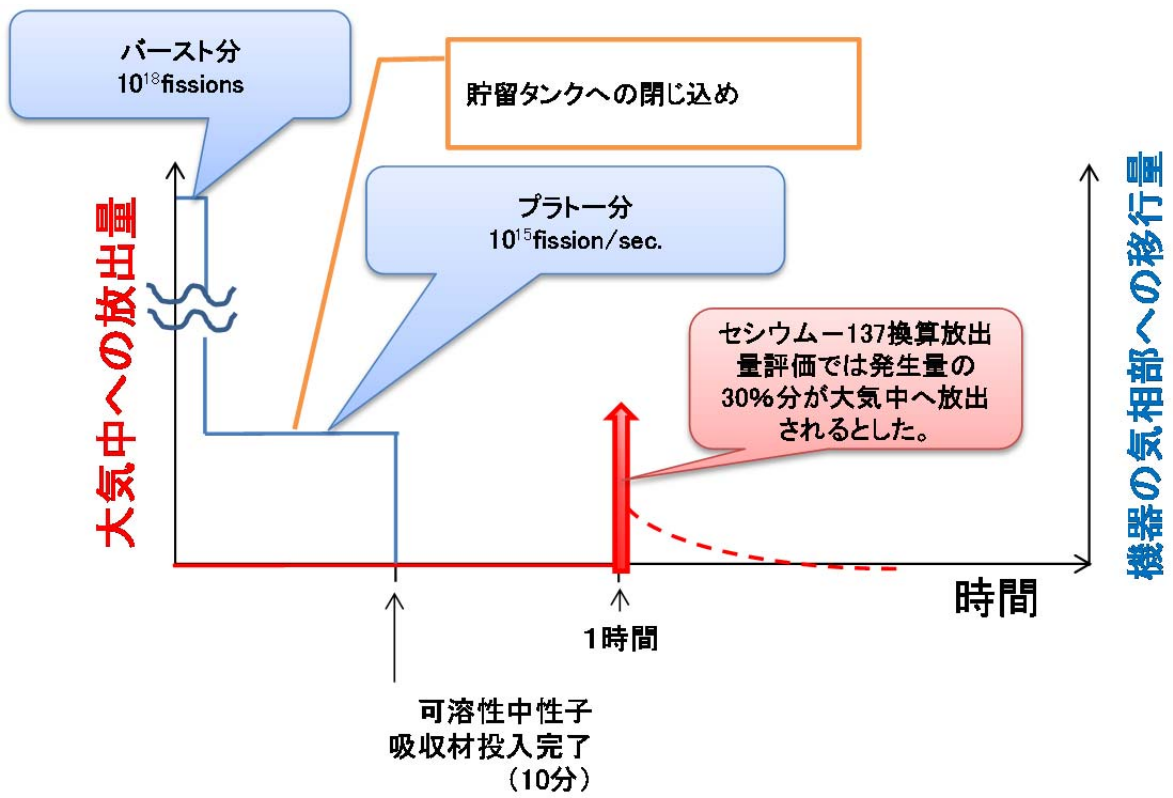 バースト分
10¹⁸fissions
貯留タンクへの閉じ込め
プラトー分
10¹⁵fission/sec.
セシウムー137換算放出
量評価では発生量の
30%分が大気中へ放出
されるとした。
大気中への放出量
機器の気相部への移行量
時間
1時間
可溶性中性子
吸収材投入完了
(10分)